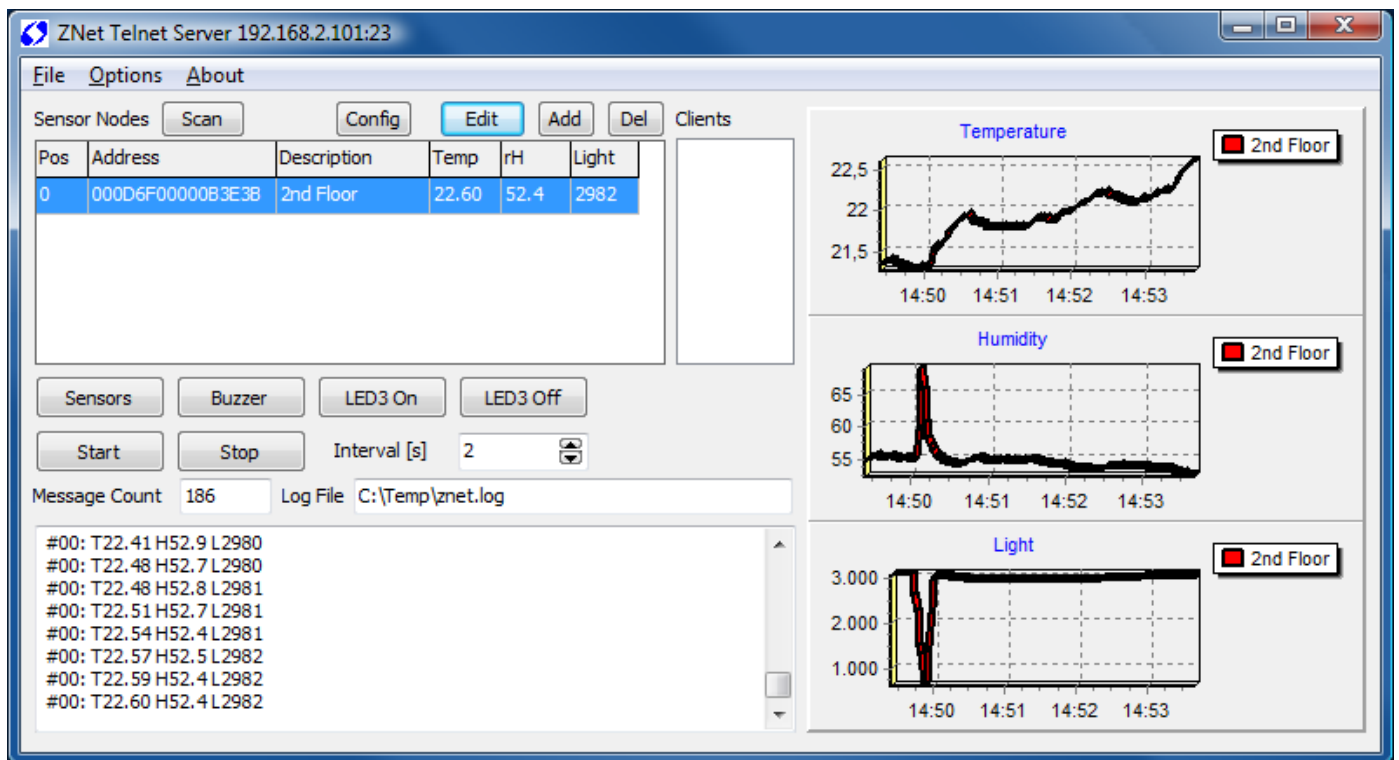 ZNet Telnet Server 192.168.2.101:23
File Options About
Sensor Nodes Scan Config Edit Add Del Clients
Pos Address Description Temp rH Light
0 000D6F00000B3E3B 2nd Floor 22.60 52.4 2982
Sensors Buzzer LED3 On LED3 Off
Start Stop Interval [s] 2
Message Count 186 Log File C:\Temp\znet.log
#00: T22.41 H52.9 L2980
#00: T22.48 H52.7 L2980
#00: T22.48 H52.8 L2981
#00: T22.51 H52.7 L2981
#00: T22.54 H52.4 L2981
#00: T22.57 H52.5 L2982
#00: T22.59 H52.4 L2982
#00: T22.60 H52.4 L2982
Temperature
2nd Floor
22,5
22
21,5
14:50 14:51 14:52 14:53
Humidity
2nd Floor
65
60
55
14:50 14:51 14:52 14:53
Light
2nd Floor
3.000
2.000
1.000
14:50 14:51 14:52 14:53